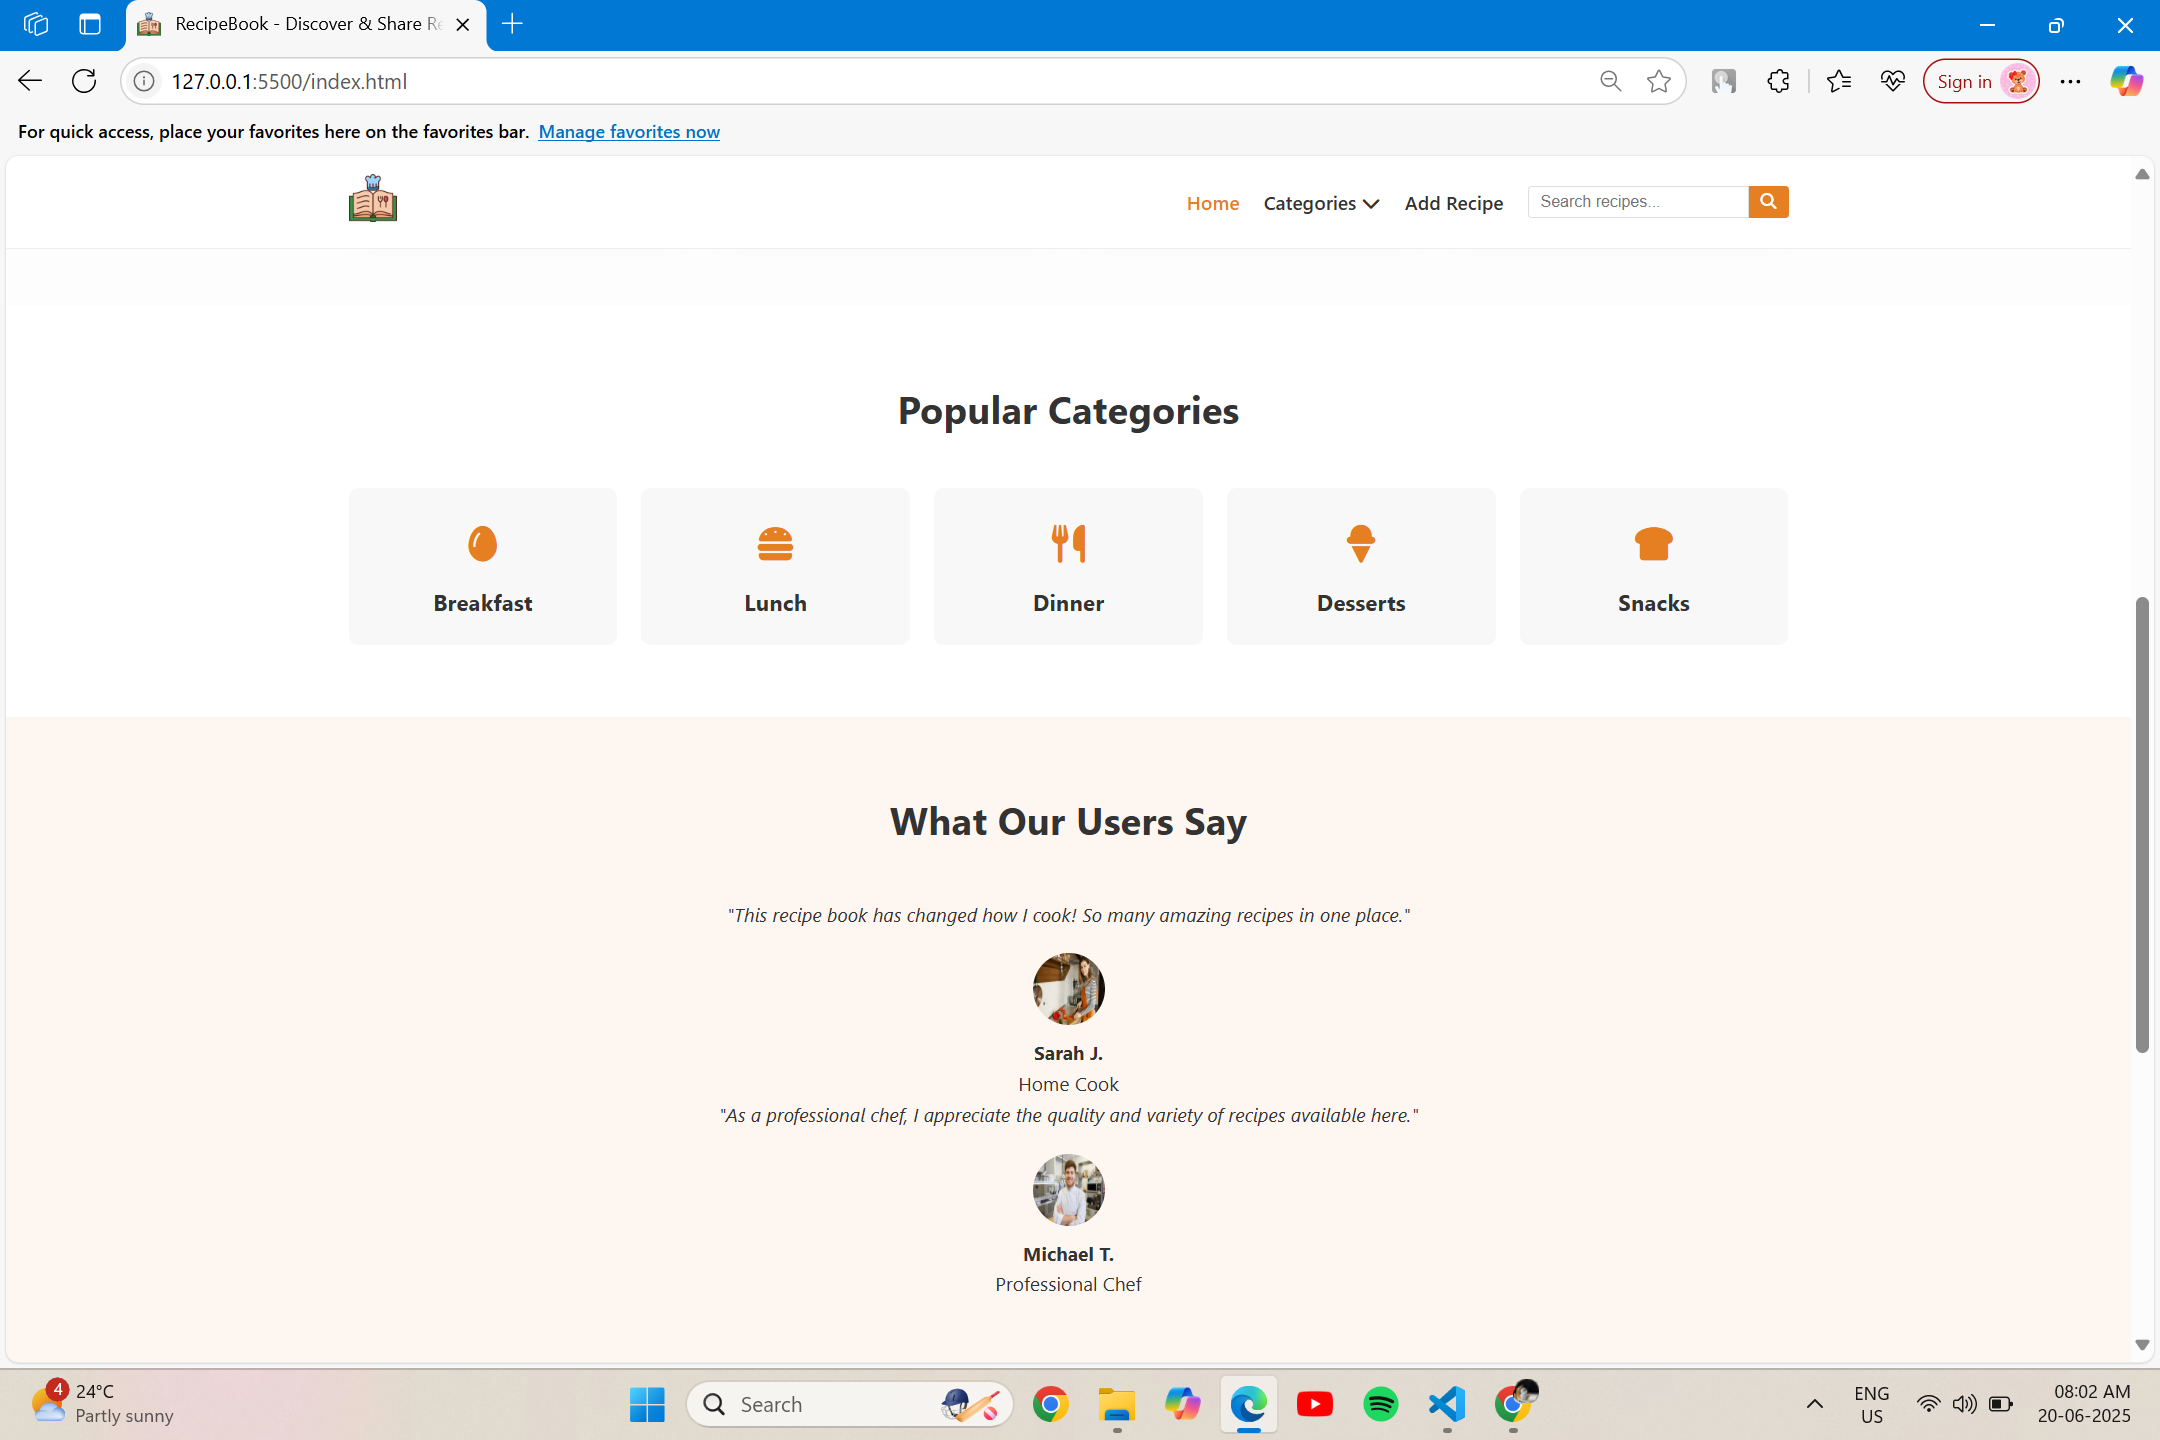 RecipeBook - Discover & Share Re
127.0.0.1:5500/index.html
Sign in
For quick access, place your favorites here on the favorites bar. Manage favorites now
Home Categories Add Recipe Search recipes...
Popular Categories
Breakfast Lunch Dinner Desserts Snacks
What Our Users Say
"This recipe book has changed how I cook! So many amazing recipes in one place."
Sarah J.
Home Cook
"As a professional chef, I appreciate the quality and variety of recipes available here."
Michael T.
Professional Chef
4
24°C
Partly sunny
Search
ENG
US
08:02 AM
20-06-2025